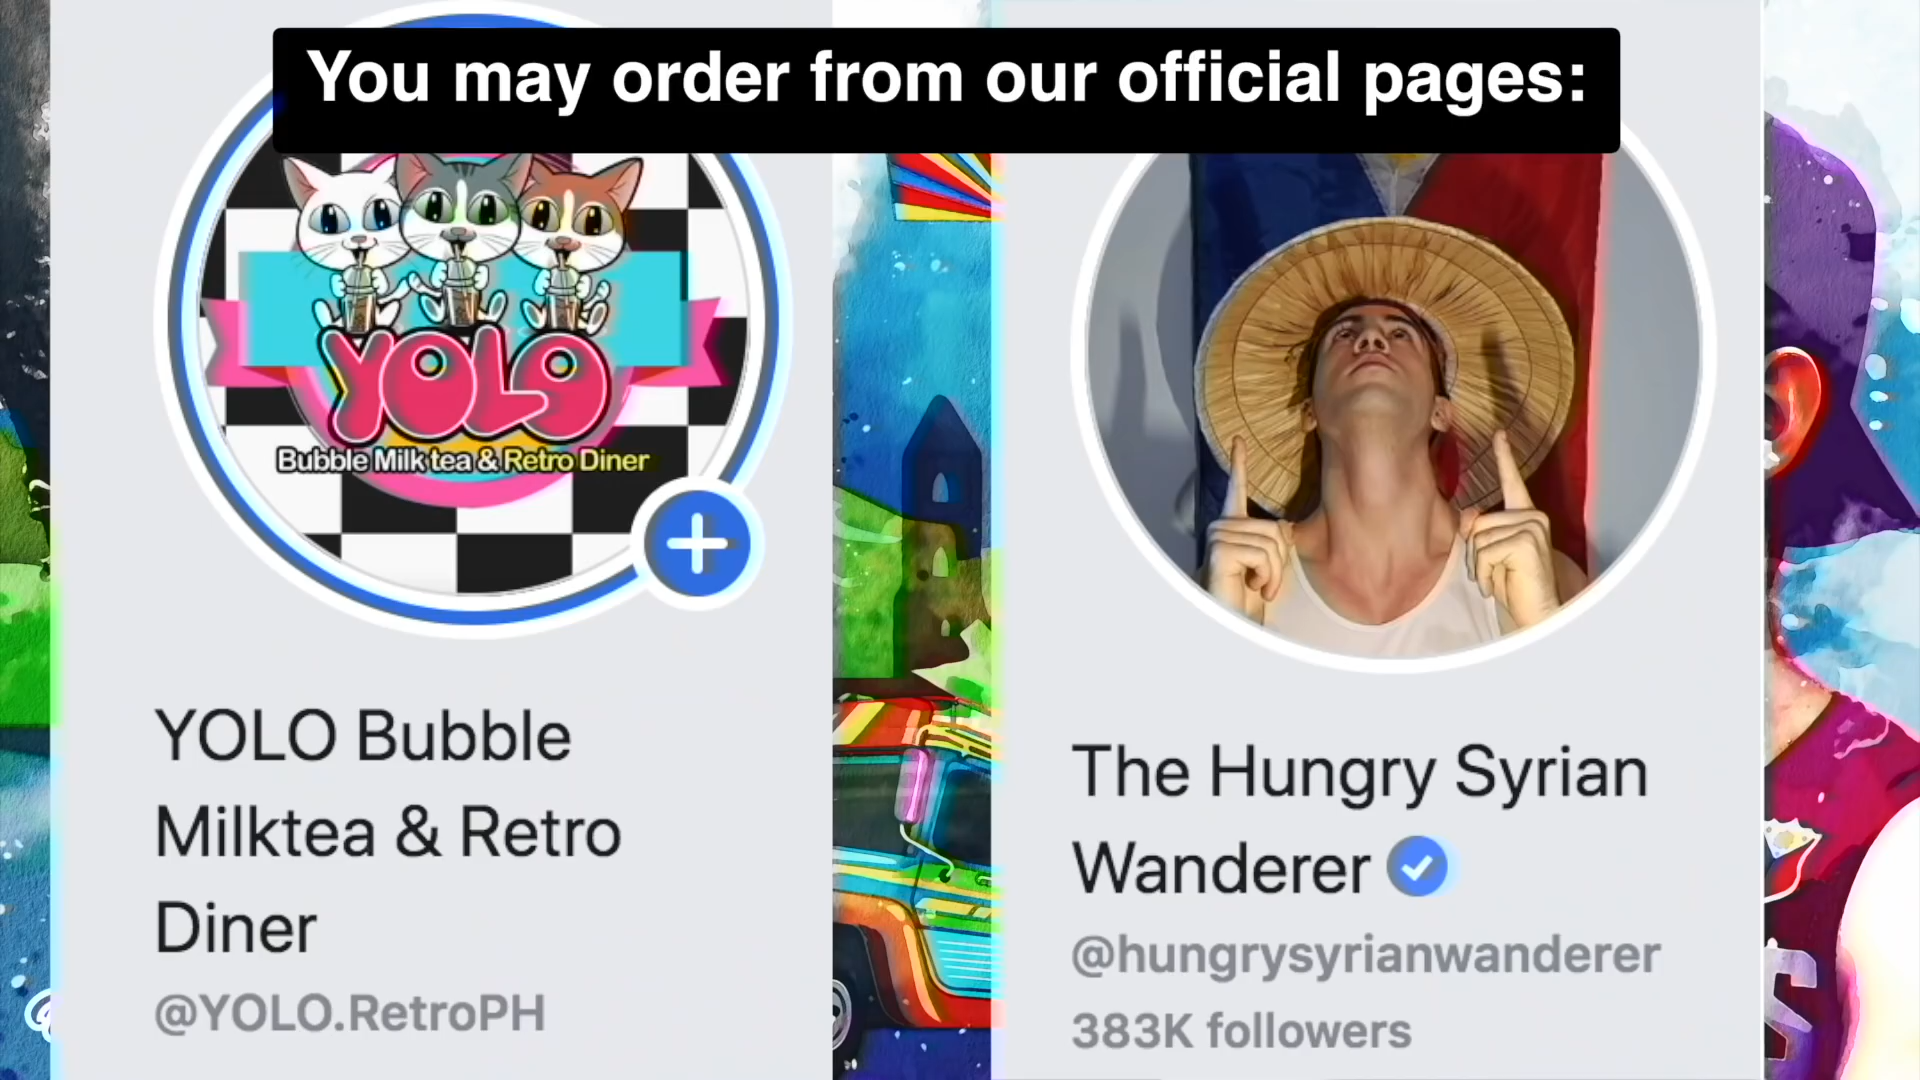 You may order from our official pages:
YOLO
Bubble Milk tea & Retro Diner
YOLO Bubble
Milktea & Retro
Diner
@YOLO.RetroPH
The Hungry Syrian
Wanderer
@hungrysyrianwanderer
383K followers